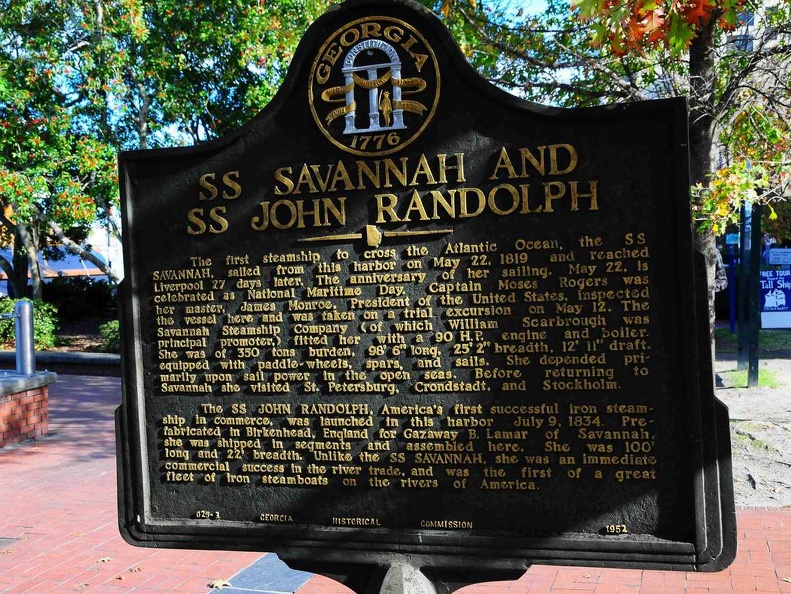 GEORGIA
CONSTITUTION
1776
SS SAVANNAH AND
SS JOHN RANDOLPH
The first steamship to cross the Atlantic Ocean, the SS
SAVANNAH, sailed from this harbor on May 22, 1819 and reached
Liverpool 27 days later. The anniversary of her sailing, May 22, is
celebrated as National Maritime Day. Captain Moses Rogers was
her master. James Monroe, President of the United States, inspected
the vessel here and was taken on a trial excursion on May 12. The
Savannah Steamship Company (of which William Scarbrough was
principal promoter,) fitted her with a 90 H.P. engine and boiler.
She was of 350 tons burden, 98' 6" long, 25' 2" breadth, 12' 11" draft.
equipped with paddle-wheels, spars, and sails. She depended pri-
marily upon sail power in the open seas. Before returning to
Savannah she visited St. Petersburg, Crondstadt, and Stockholm.
The SS JOHN RANDOLPH, America's first successful iron steam-
ship in commerce, was launched in this harbor July 9, 1834. Pre-
fabricated in Birkenhead, England for Gazaway B. Lamar of Savannah,
she was shipped in segments and assembled here. She was 100'
long and 22' breadth. Unlike the SS SAVANNAH, she was an immediate
commercial success in the river trade, and was the first of a great
fleet of iron steamboats on the rivers of America.
025-3 GEORGIA HISTORICAL COMMISSION 1952
FREE TOUR
Tall Ship